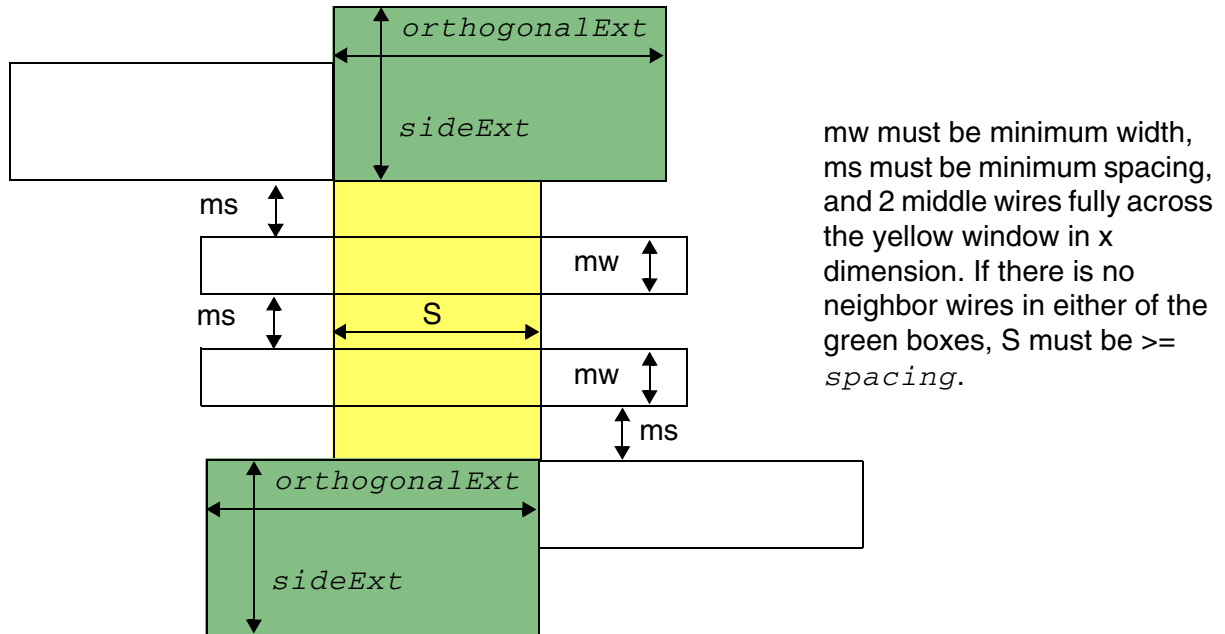 orthogonalExt
sideExt
ms
mw
ms
S
mw
ms
orthogonalExt
sideExt
mw must be minimum width,
ms must be minimum spacing,
and 2 middle wires fully across
the yellow window in x
dimension. If there is no
neighbor wires in either of the
green boxes, S must be >=
spacing.